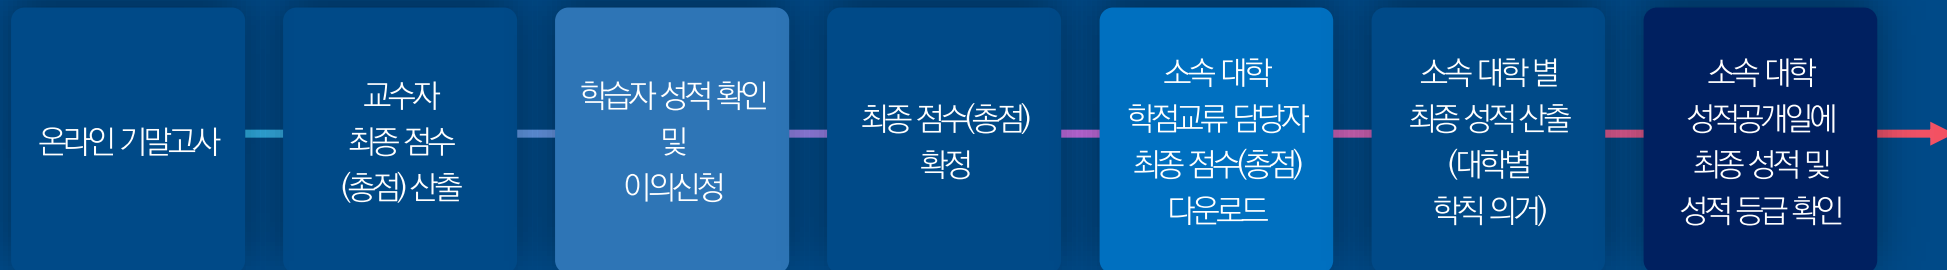 온라인 기말고사
교수자
최종 점수
(총점) 산출
학습자 성적 확인
및
이의신청
최종 점수(총점)
확정
소속 대학
학점교류 담당자
최종 점수(총점)
다운로드
소속 대학 별
최종 성적 산출
(대학별
학칙 의거)
소속 대학
성적공개일에
최종 성적 및
성적 등급 확인